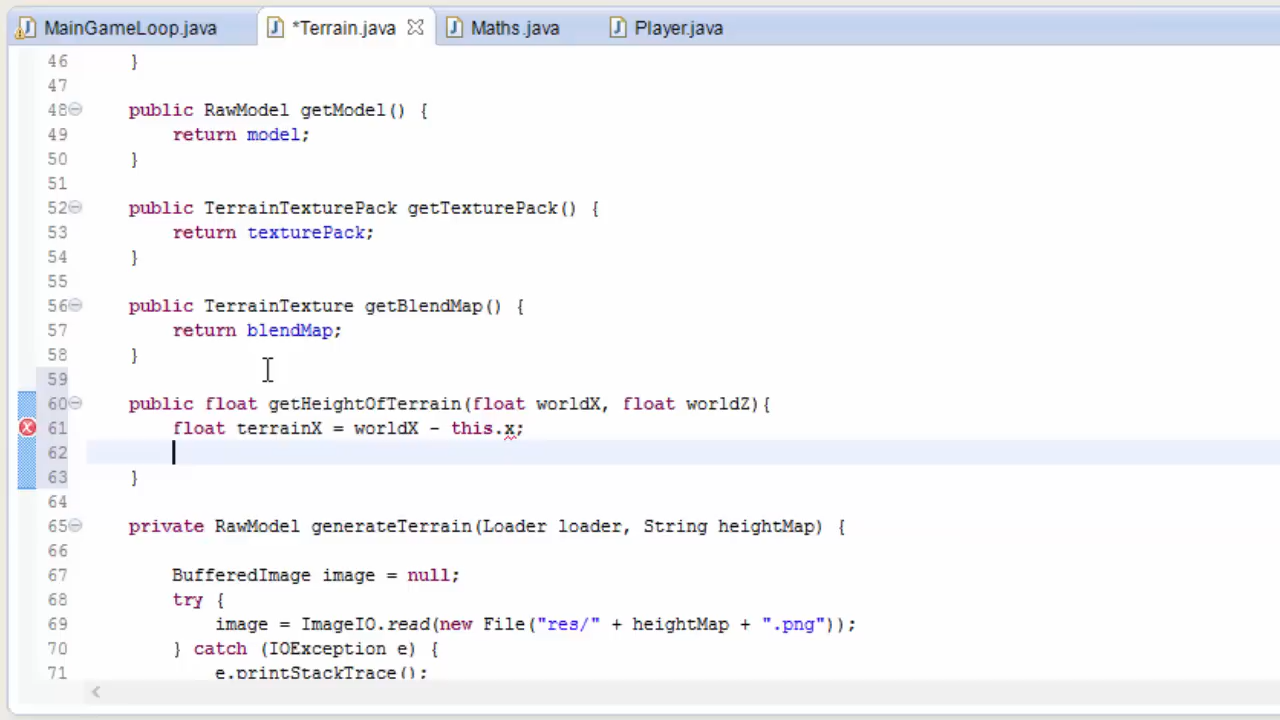 MainGameLoop.java *Terrain.java Maths.java Player.java
46 }
47
48 public RawModel getModel() {
49 return model;
50 }
51
52 public TerrainTexturePack getTexturePack() {
53 return texturePack;
54 }
55
56 public TerrainTexture getBlendMap() {
57 return blendMap;
58 }
59
60 public float getHeightOfTerrain(float worldX, float worldZ){
61 float terrainX = worldX - this.x;
62
63 }
64
65 private RawModel generateTerrain(Loader loader, String heightMap) {
66
67 BufferedImage image = null;
68 try {
69 image = ImageIO.read(new File("res/" + heightMap + ".png"));
70 } catch (IOException e) {
71 e.printStackTrace();